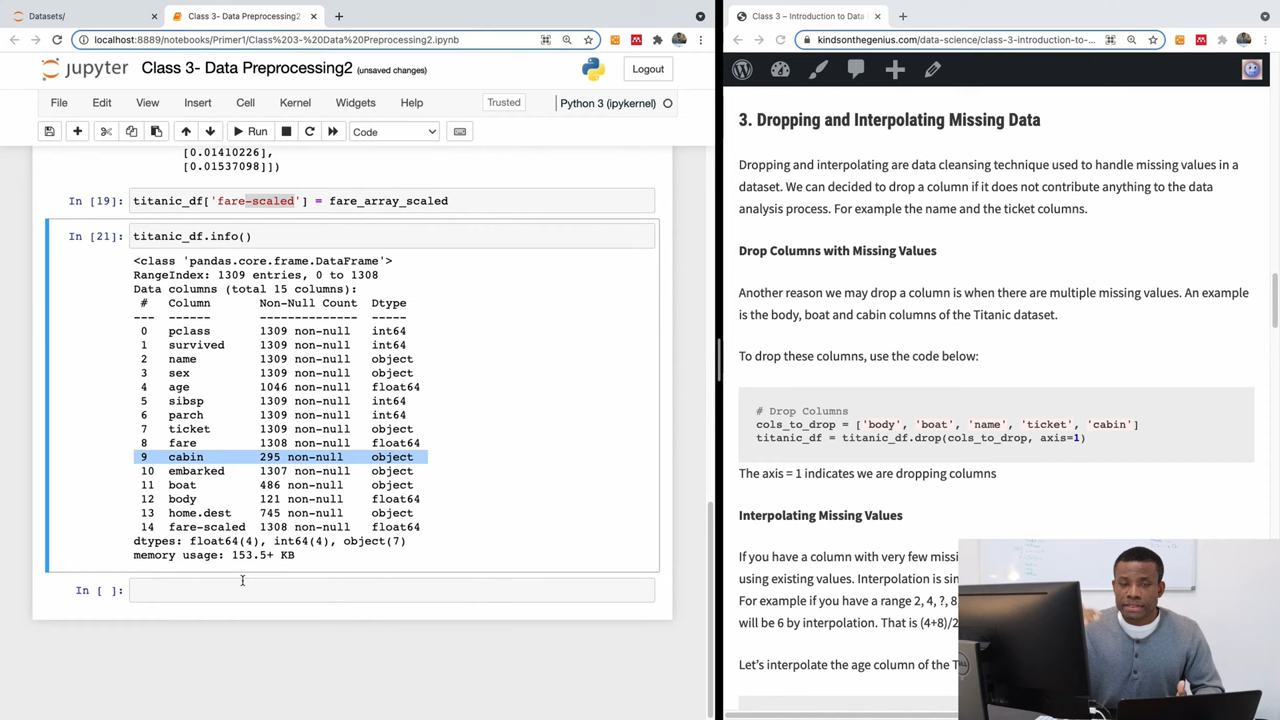 Datasets/
Class 3- Data Preprocessing2
localhost:8889/notebooks/Primer1/Class%203-%20Data%20Preprocessing2.ipynb
jupyter Class 3- Data Preprocessing2 (unsaved changes)
Logout
File Edit View Insert Cell Kernel Widgets Help
Trusted
Python 3 (ipykernel)
Run
Code
[0.01410226],
[0.01537098]])
In [19]: titanic_df['fare-scaled'] = fare_array_scaled
In [21]: titanic_df.info()
<class 'pandas.core.frame.DataFrame'>
RangeIndex: 1309 entries, 0 to 1308
Data columns (total 15 columns):
# Column Non-Null Count Dtype
--- ------ -------------- -----
0 pclass 1309 non-null int64
1 survived 1309 non-null int64
2 name 1309 non-null object
3 sex 1309 non-null object
4 age 1046 non-null float64
5 sibsp 1309 non-null int64
6 parch 1309 non-null int64
7 ticket 1309 non-null object
8 fare 1308 non-null float64
9 cabin 295 non-null object
10 embarked 1307 non-null object
11 boat 486 non-null object
12 body 121 non-null float64
13 home.dest 745 non-null object
14 fare-scaled 1308 non-null float64
dtypes: float64(4), int64(4), object(7)
memory usage: 153.5+ KB
In [ ]:
Class 3 – Introduction to Data
kindsonthegenius.com/data-science/class-3-introduction-to-...
3. Dropping and Interpolating Missing Data
Dropping and interpolating are data cleansing technique used to handle missing values in a
dataset. We can decided to drop a column if it does not contribute anything to the data
analysis process. For example the name and the ticket columns.
Drop Columns with Missing Values
Another reason we may drop a column is when there are multiple missing values. An example
is the body, boat and cabin columns of the Titanic dataset.
To drop these columns, use the code below:
# Drop Columns
cols_to_drop = ['body', 'boat', 'name', 'ticket', 'cabin']
titanic_df = titanic_df.drop(cols_to_drop, axis=1)
The axis = 1 indicates we are dropping columns
Interpolating Missing Values
If you have a column with very few missi
using existing values. Interpolation is sim
For example if you have a range 2, 4, ?, 8
will be 6 by interpolation. That is (4+8)/2
Let's interpolate the age column of the T